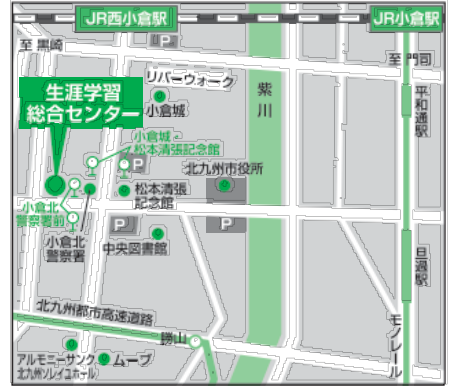 JR西小倉駅
JR小倉駅
至 黒崎
P
至 門司
リバーウォーク
紫川
平和通駅
生涯学習
総合センター
小倉城
小倉城・
松本清張記念館
P
北九州市役所
松本清張
記念館
小倉北
警察署前
P
P
小倉北
警察署
中央図書館
旦過駅
北九州都市高速道路
勝山
モノレール
アルモニーサンク
北九州ソレイユホール
ムーブ